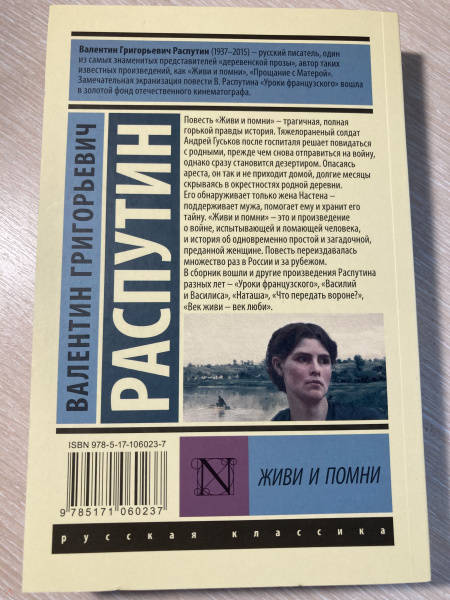 Валентин Григорьевич Распутин (1937–2015) – русский писатель, один
из самых знаменитых представителей «деревенской прозы», автор таких
известных произведений, как «Живи и помни», «Прощание с Матерой».
Замечательная экранизация повести В. Распутина «Уроки французского» вошла
в золотой фонд отечественного кинематографа.
ВАЛЕНТИН ГРИГОРЬЕВИЧ
РАСПУТИН
Повесть «Живи и помни» – трагичная, полная
горькой правды история. Тяжелораненый солдат
Андрей Гуськов после госпиталя решает повидаться
с родными, прежде чем снова отправиться на войну,
однако сразу становится дезертиром. Опасаясь
ареста, он так и не приходит домой, долгие месяцы
скрываясь в окрестностях родной деревни.
Его обнаруживает только жена Настена –
поддерживает мужа, помогает ему и хранит его
тайну. «Живи и помни» – это и произведение
о войне, испытывающей и ломающей человека,
и история об одновременно простой и загадочной,
преданной женщине. Повесть переиздавалась
множество раз в России и за рубежом.
В сборник вошли и другие произведения Распутина
разных лет – «Уроки французского», «Василий
и Василиса», «Наташа», «Что передать вороне?»,
«Век живи – век люби».
ISBN 978-5-17-106023-7
9 785171 060237
N
ЖИВИ И ПОМНИ
русская классика